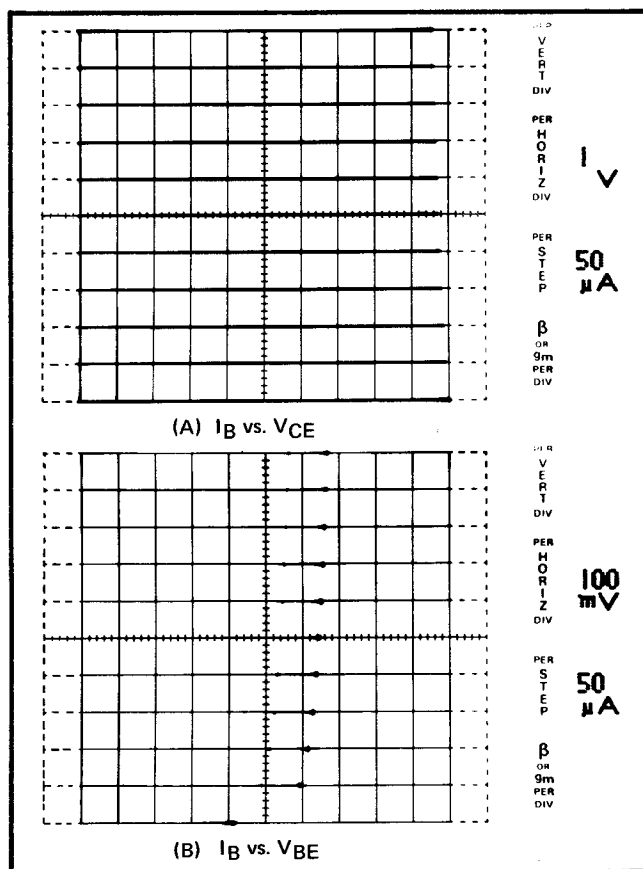 VERT
DIV
PER
HORIZ
DIV
1
V
PER
STEP
50
µA
β
OR
gm
PER
DIV
(A) IB vs. VCE
VERT
DIV
PER
HORIZ
DIV
100
mV
PER
STEP
50
µA
β
OR
gm
PER
DIV
(B) IB vs. VBE